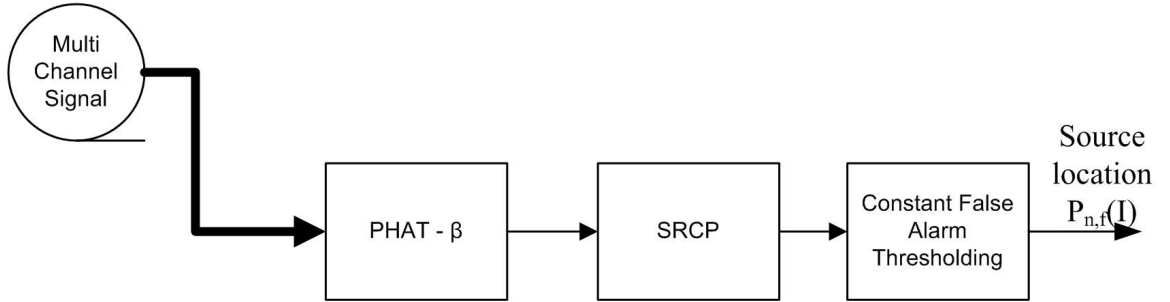 Multi
Channel
Signal
PHAT - β
SRCP
Constant False
Alarm
Thresholding
Source
location
Pn,f(I)